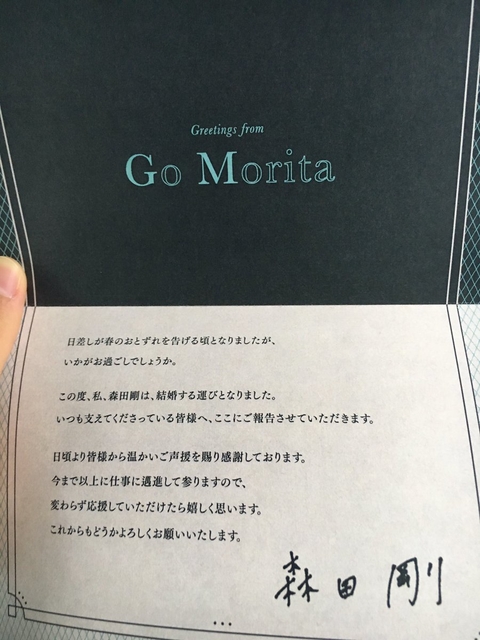 Greetings from
Go Morita
日差しが春のおとずれを告げる頃となりましたが、
いかがお過ごしでしょうか。
この度、私、森田剛は、結婚する運びとなりました。
いつも支えてくださっている皆様へ、ここにご報告させていただきます。
日頃より皆様から温かいご声援を賜り感謝しております。
今まで以上に仕事に邁進して参りますので、
変わらず応援していただけたら嬉しく思います。
これからもどうかよろしくお願いいたします。
森田 剛